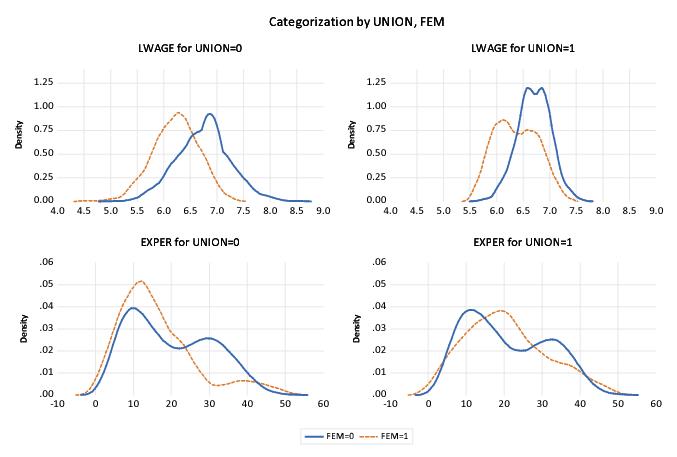 Categorization by UNION, FEM
LWAGE for UNION=0
1.25
1.00
0.75
0.50
0.25
0.00
Density
4.0 4.5 5.0 5.5 6.0 6.5 7.0 7.5 8.0 8.5 9.0
LWAGE for UNION=1
1.25
1.00
0.75
0.50
0.25
0.00
Density
4.0 4.5 5.0 5.5 6.0 6.5 7.0 7.5 8.0 8.5 9.0
EXPER for UNION=0
.06
.05
.04
.03
.02
.01
.00
Density
-10 0 10 20 30 40 50 60
EXPER for UNION=1
.06
.05
.04
.03
.02
.01
.00
Density
-10 0 10 20 30 40 50 60
FEM=0 FEM=1